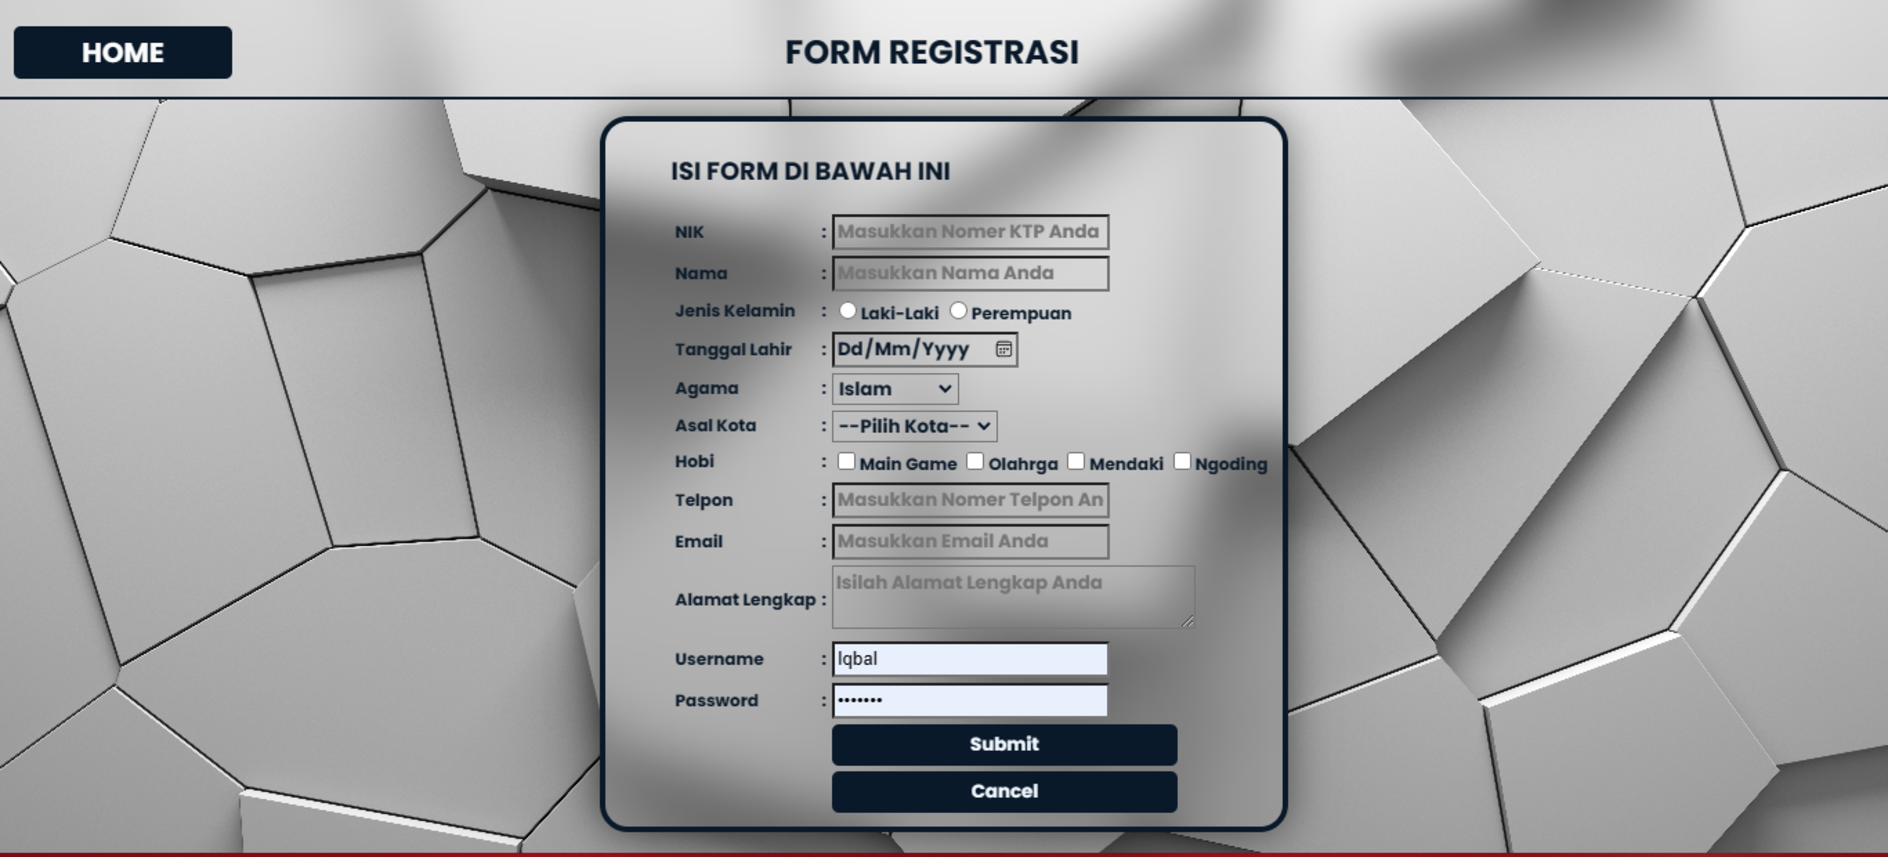 HOME
FORM REGISTRASI
ISI FORM DI BAWAH INI
NIK : Masukkan Nomer KTP Anda
Nama : Masukkan Nama Anda
Jenis Kelamin : Laki-Laki Perempuan
Tanggal Lahir : Dd/Mm/Yyyy
Agama : Islam
Asal Kota : --Pilih Kota--
Hobi : Main Game Olahrga Mendaki Ngoding
Telpon : Masukkan Nomer Telpon An
Email : Masukkan Email Anda
Alamat Lengkap : Isilah Alamat Lengkap Anda
Username : Iqbal
Password : •••••••
Submit
Cancel